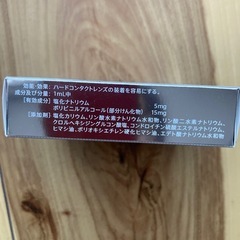 効能・効果：ハードコンタクトレンズの装着を容易にする。
成分及び分量：1mL中
[有効成分] 塩化ナトリウム 5mg
ポリビニルアルコール（部分けん化物） 15mg
[添加剤] 塩化カリウム、リン酸水素ナトリウム水和物、リン酸二水素ナトリウム、
クロルヘキシジングルコン酸塩、コンドロイチン硫酸エステルナトリウム、
ヒマシ油、ポリオキシエチレン硬化ヒマシ油、エデト酸ナトリウム水和物